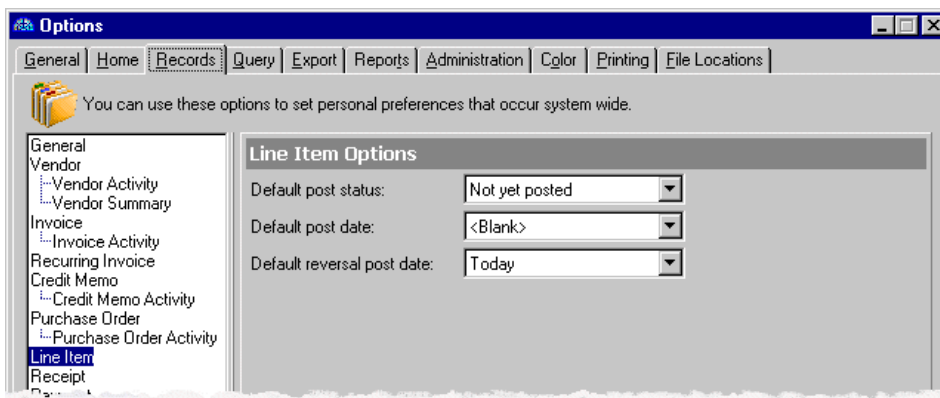 Options
General Home Records Query Export Reports Administration Color Printing File Locations
You can use these options to set personal preferences that occur system wide.
General
Vendor
Vendor Activity
Vendor Summary
Invoice
Invoice Activity
Recurring Invoice
Credit Memo
Credit Memo Activity
Purchase Order
Purchase Order Activity
Line Item
Receipt
Line Item Options
Default post status: Not yet posted
Default post date: <Blank>
Default reversal post date: Today